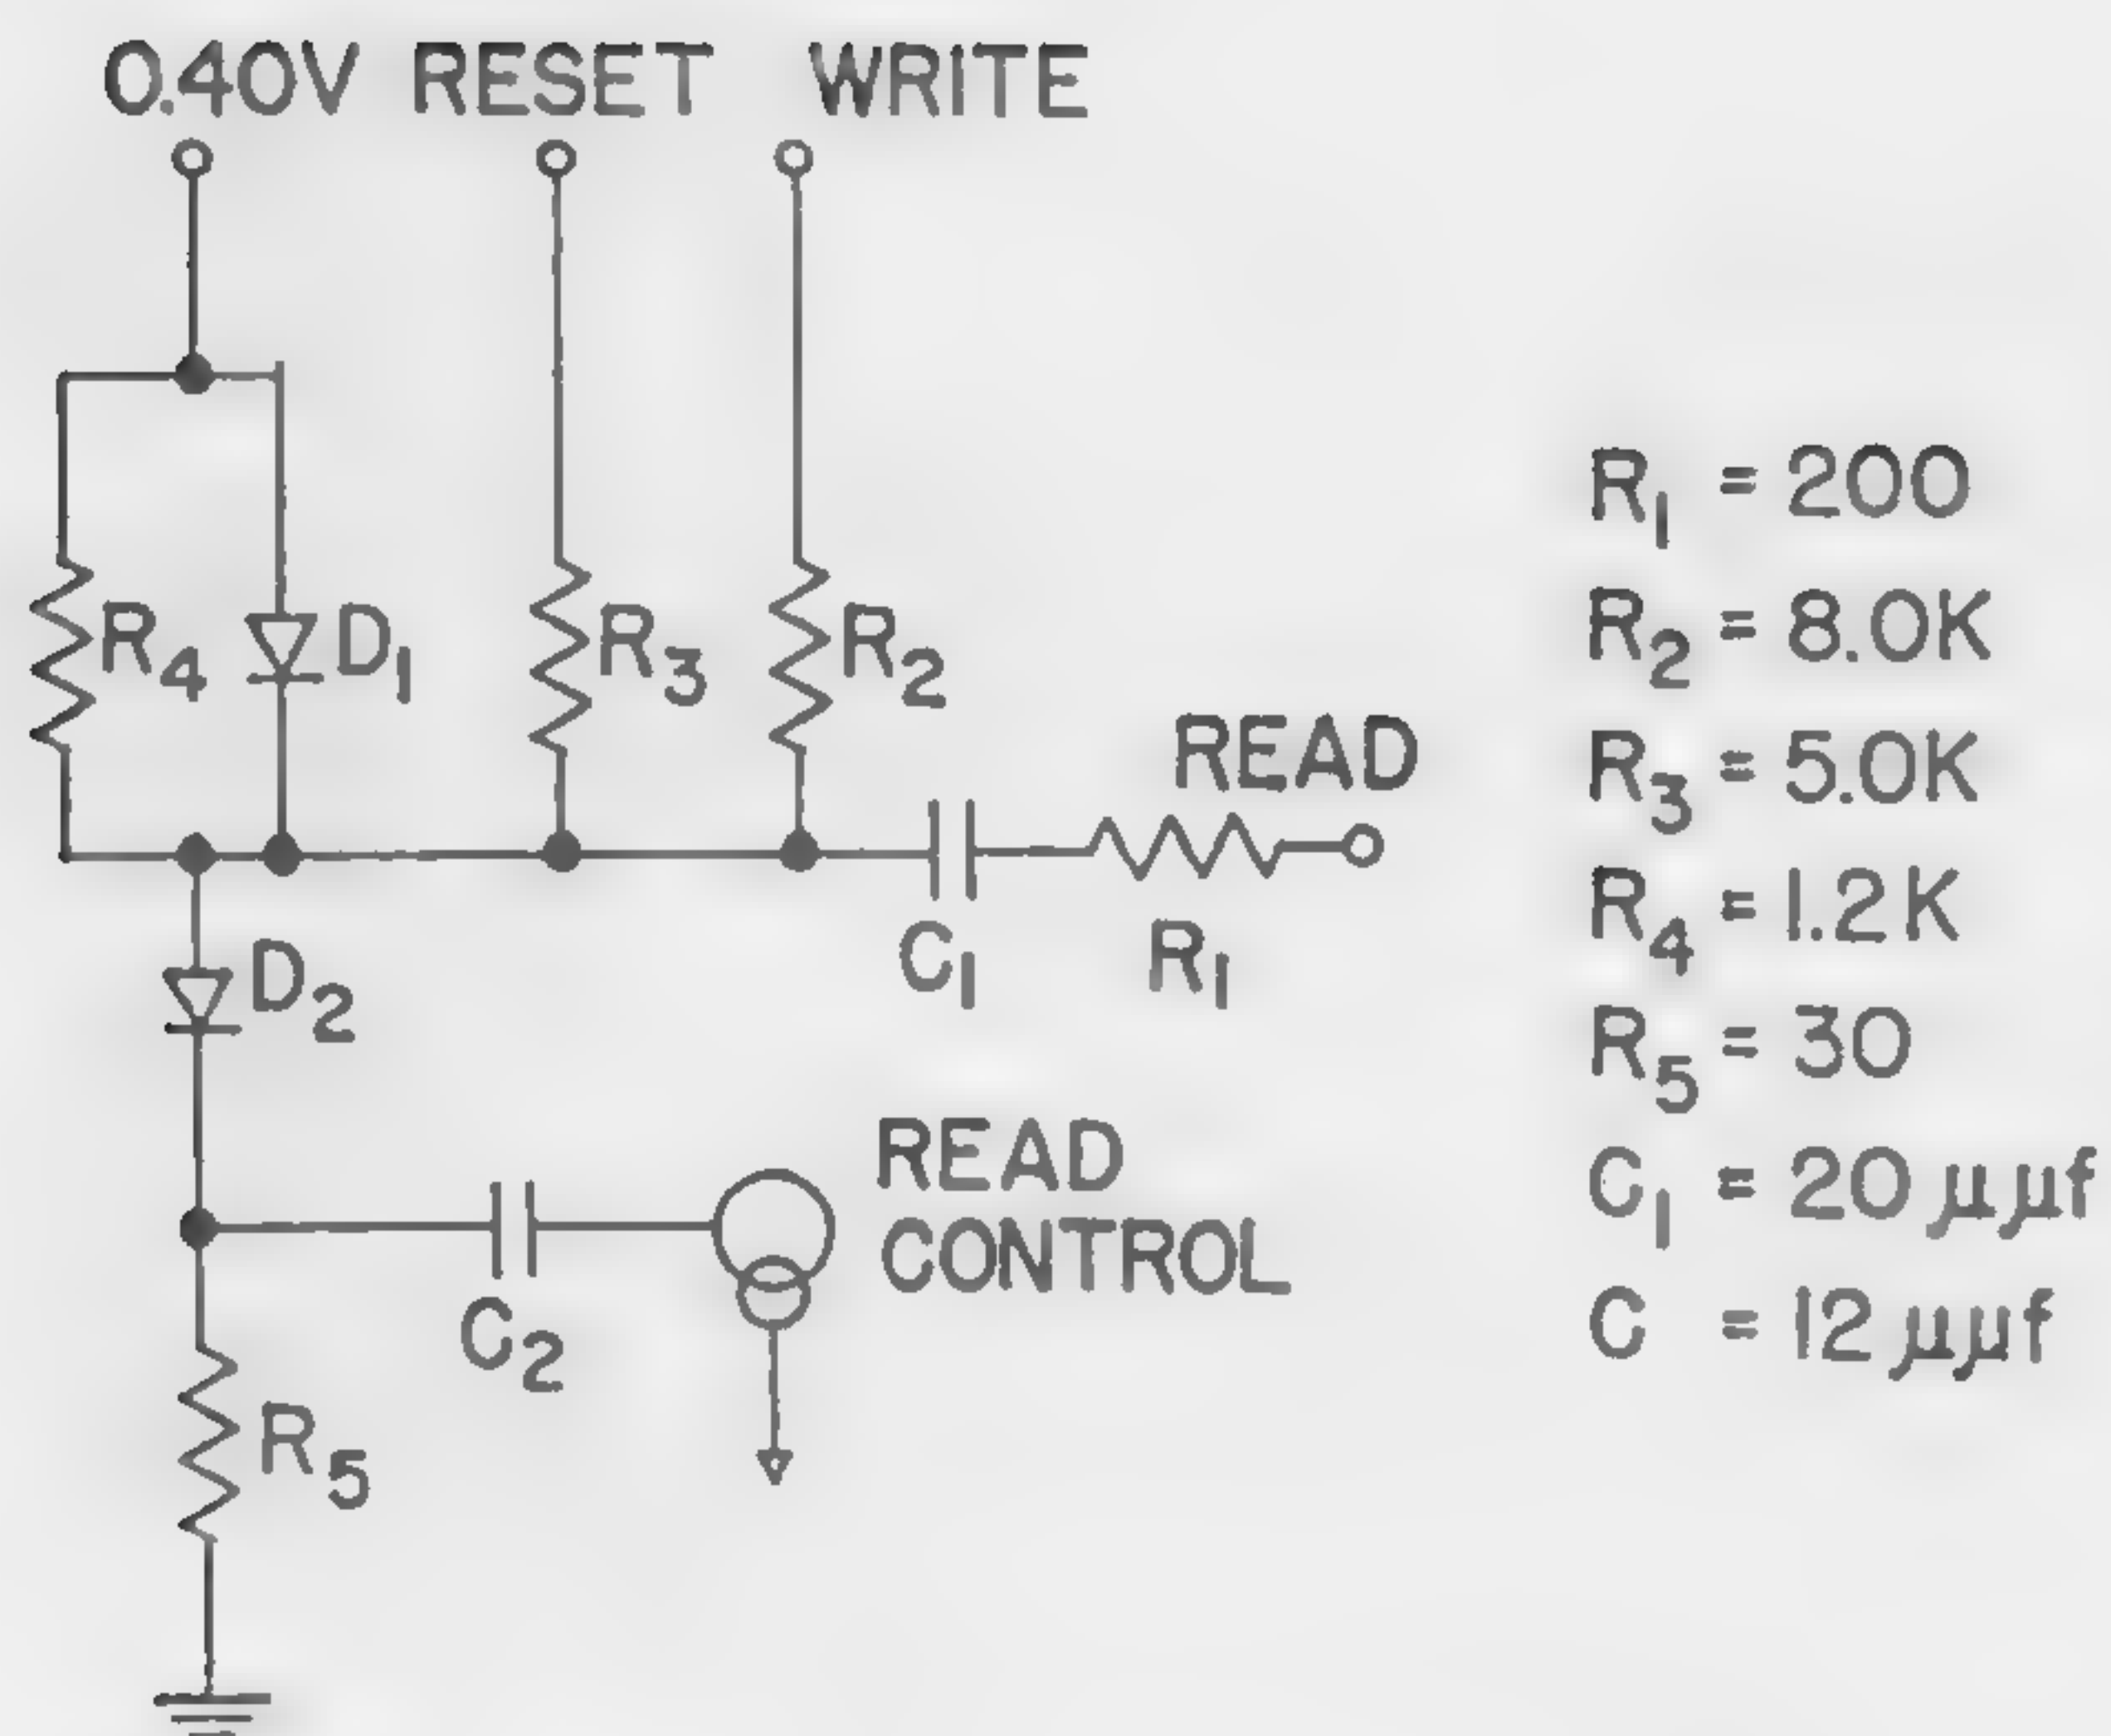 0.40V RESET WRITE
R4 D1 R3 R2
READ
C1 R1
D2
READ
CONTROL
C2
R5
R1 = 200
R2 = 8.0K
R3 = 5.0K
R4 = 1.2K
R5 = 30
C1 = 20 μμf
C = 12 μμf